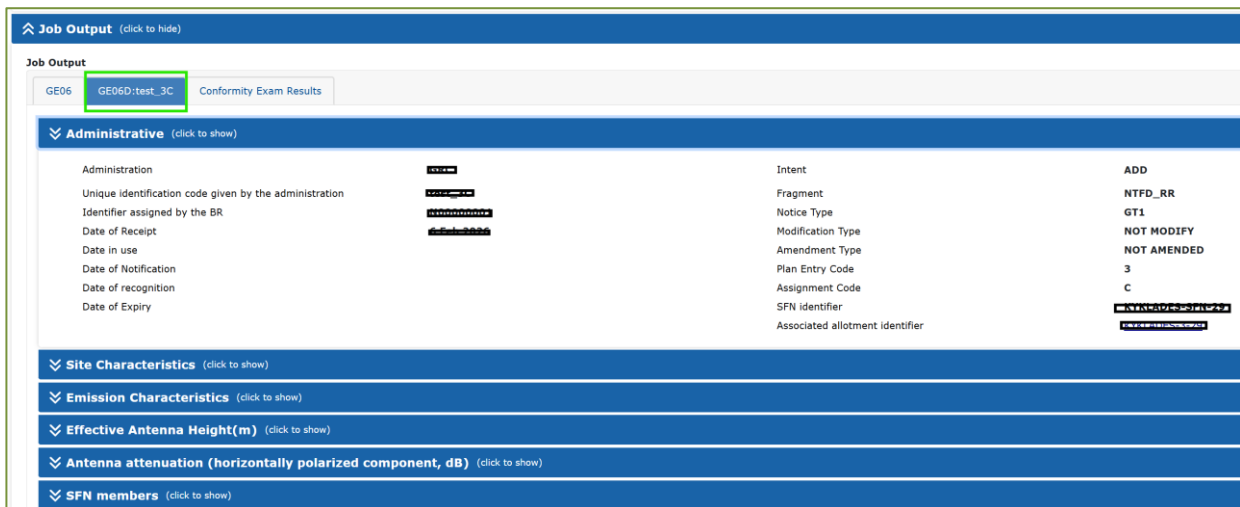 Job Output (click to hide)
Job Output
GE06 GE06D:test_3C Conformity Exam Results
Administrative (click to show)
Administration
Unique identification code given by the administration
Identifier assigned by the BR
Date of Receipt
Date in use
Date of Notification
Date of recognition
Date of Expiry
Intent ADD
Fragment NTFD_RR
Notice Type GT1
Modification Type NOT MODIFY
Amendment Type NOT AMENDED
Plan Entry Code 3
Assignment Code C
SFN identifier
Associated allotment identifier
Site Characteristics (click to show)
Emission Characteristics (click to show)
Effective Antenna Height(m) (click to show)
Antenna attenuation (horizontally polarized component, dB) (click to show)
SFN members (click to show)